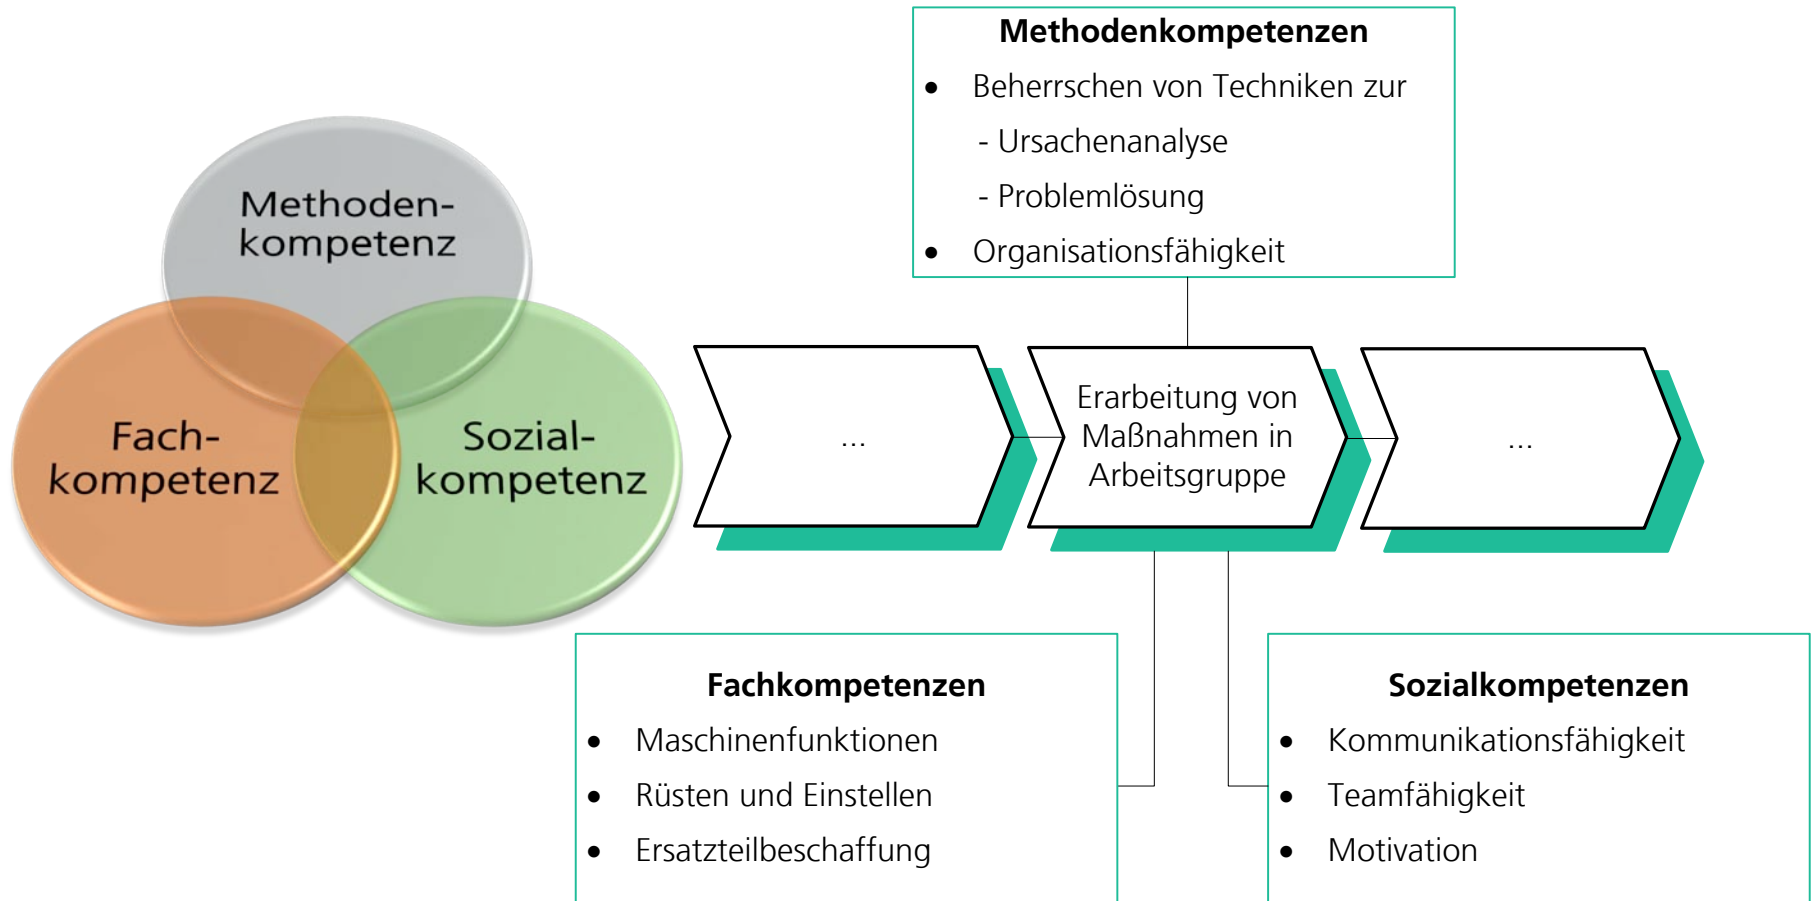 Methoden-
kompetenz
Fach-
kompetenz
Sozial-
kompetenz
Methodenkompetenzen
• Beherrschen von Techniken zur
- Ursachenanalyse
- Problemlösung
• Organisationsfähigkeit
...
Erarbeitung von
Maßnahmen in
Arbeitsgruppe
...
Fachkompetenzen
• Maschinenfunktionen
• Rüsten und Einstellen
• Ersatzteilbeschaffung
Sozialkompetenzen
• Kommunikationsfähigkeit
• Teamfähigkeit
• Motivation